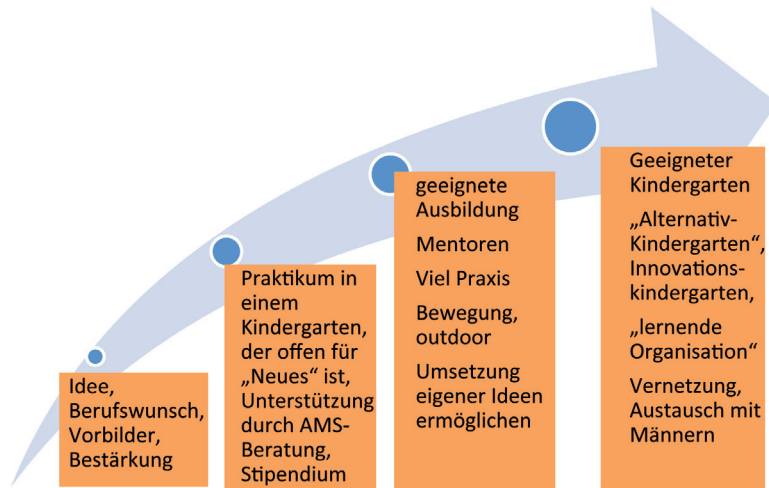 Idee,
Berufswunsch,
Vorbilder,
Bestärkung
Praktikum in
einem
Kindergarten,
der offen für
„Neues“ ist,
Unterstützung
durch AMS-
Beratung,
Stipendium
geeignete
Ausbildung
Mentoren
Viel Praxis
Bewegung,
outdoor
Umsetzung
eigener Ideen
ermöglichen
Geeigneter
Kindergarten
„Alternativ-
Kindergarten“,
Innovations-
kindergarten,
„lernende
Organisation“
Vernetzung,
Austausch mit
Männern